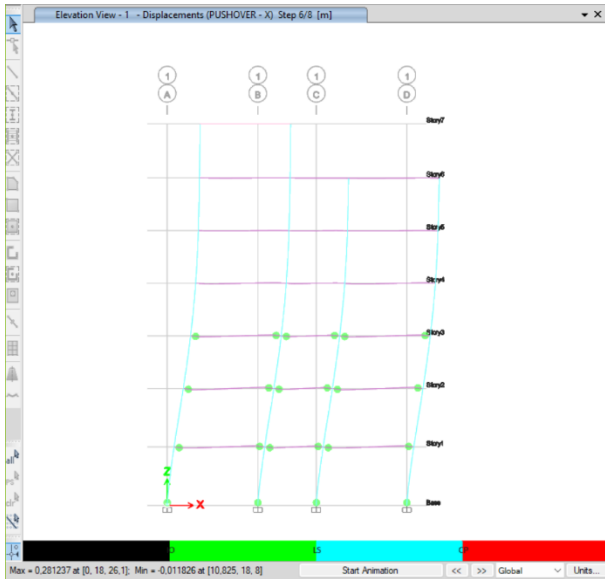 Elevation View - 1 - Displacements (PUSHOVER - X) Step 6/8 [m]
1 1 1 1
A B C D
Story7
Story6
Story5
Story4
Story3
Story2
Story1
Z
X
Base
all
LS
CP
Max = 0,281237 at [0, 18, 26,1]; Min = -0,011826 at [10,825, 18, 8] Start Animation << >> Global Units...